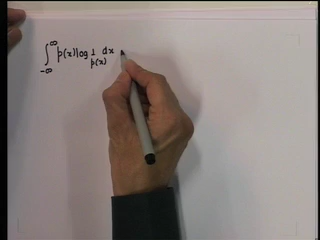 ∫_{-∞}^{∞} p(x) log 1/p(x) dx